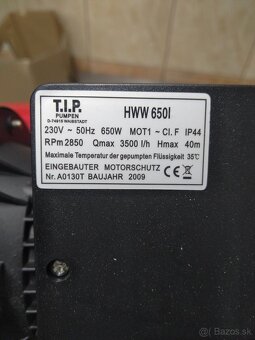 T.I.P.
PUMPEN
D-74915 WAIBSTADT
HWW 650I
230V ~ 50Hz 650W MOT1 ~ Cl. F IP44
RPm 2850 Qmax 3500 l/h Hmax 40m
Maximale Temperatur der gepumpten Flüssigkeit 35℃
EINGEBAUTER MOTORSCHUTZ
Nr. A0130T BAUJAHR 2009
CE
bazos.sk